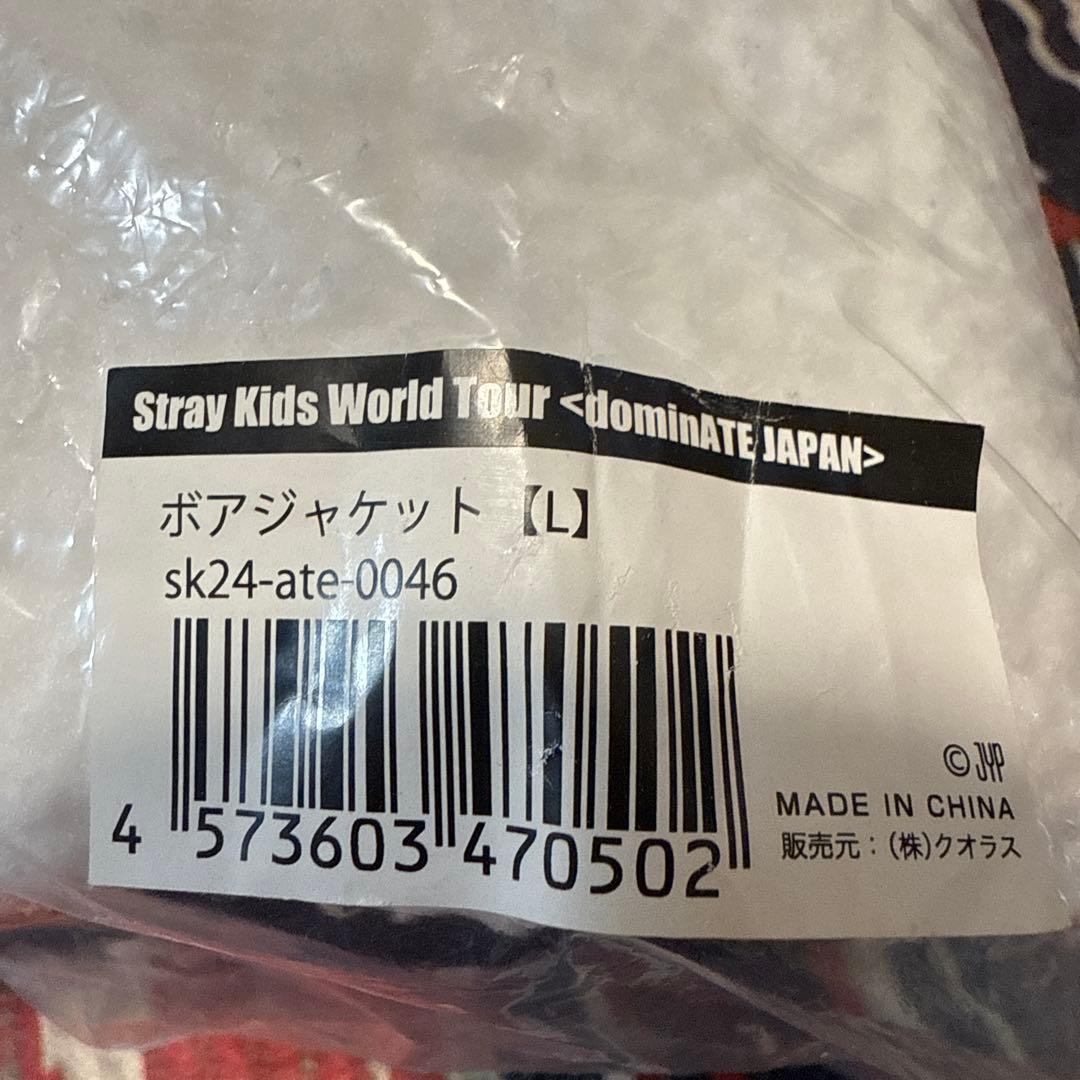 Stray Kids World Tour <dominATE JAPAN>
ボアジャケット【L】
sk24-ate-0046
4 573603 470502
© JYP
MADE IN CHINA
販売元：(株)クオラス